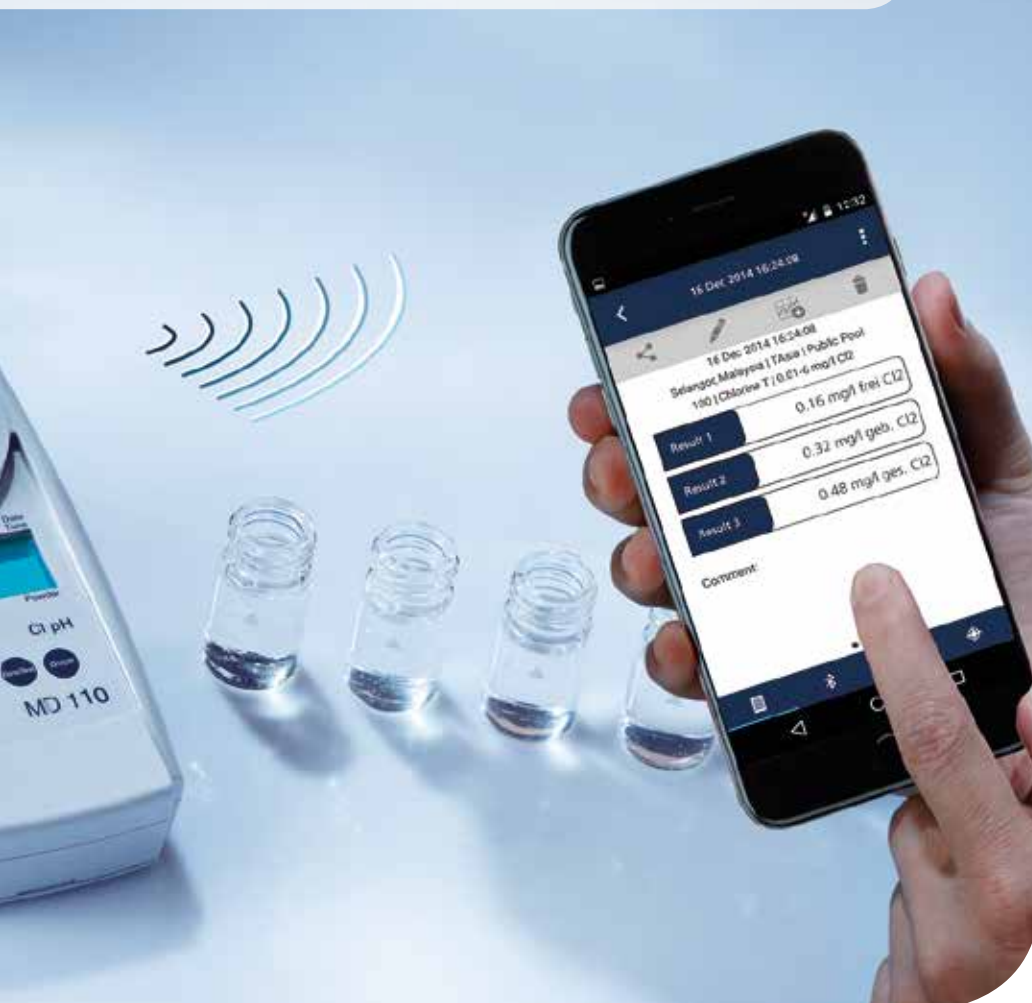 Date
Time
Powder
Cl pH
MD 110
12:32
16 Dec 2014 16:24:08
16 Dec 2014 16:24:08
Selangor, Malaysia | TAsia | Public Pool
100 | Chlorine T | 0.01-6 mg/l Cl2
Result 1 0.16 mg/l frei Cl2
Result 2 0.32 mg/l geb. Cl2
Result 3 0.48 mg/l ges. Cl2
Comment: